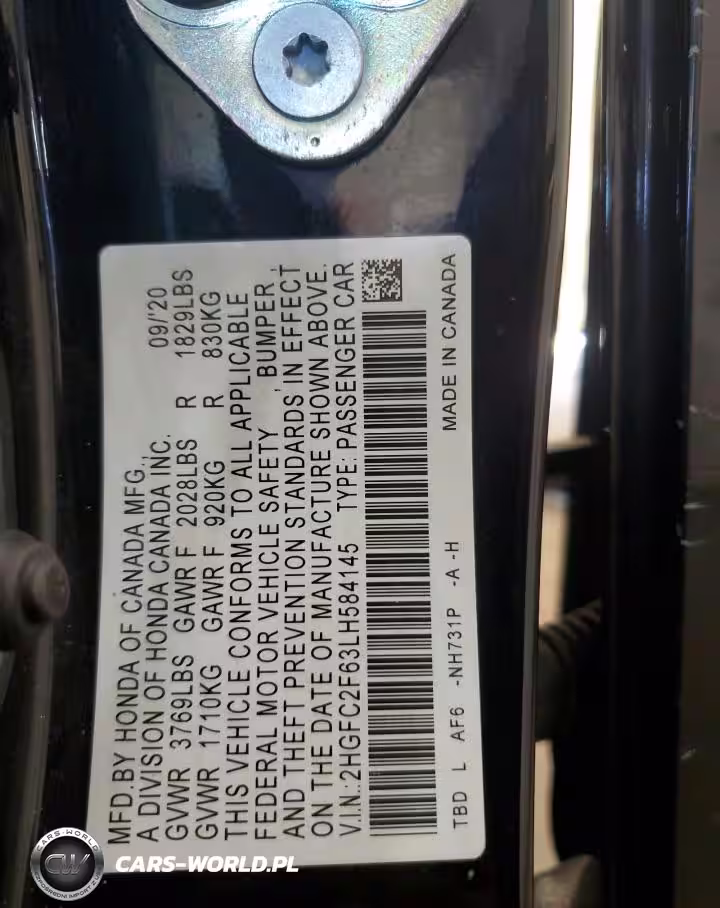 MFD.BY HONDA OF CANADA MFG., 09/'20
A DIVISION OF HONDA CANADA INC.
GVWR 3769LBS GAWR F 2028LBS R 1829LBS
GVWR 1710KG GAWR F 920KG R 830KG
THIS VEHICLE CONFORMS TO ALL APPLICABLE
FEDERAL MOTOR VEHICLE SAFETY , BUMPER ,
AND THEFT PREVENTION STANDARDS IN EFFECT
ON THE DATE OF MANUFACTURE SHOWN ABOVE.
V.I.N.:2HGFC2F63LH584145 TYPE: PASSENGER CAR
TBD L AF6 -NH731P -A -H MADE IN CANADA
CARS-WORLD
CW
CARS-WORLD.PL